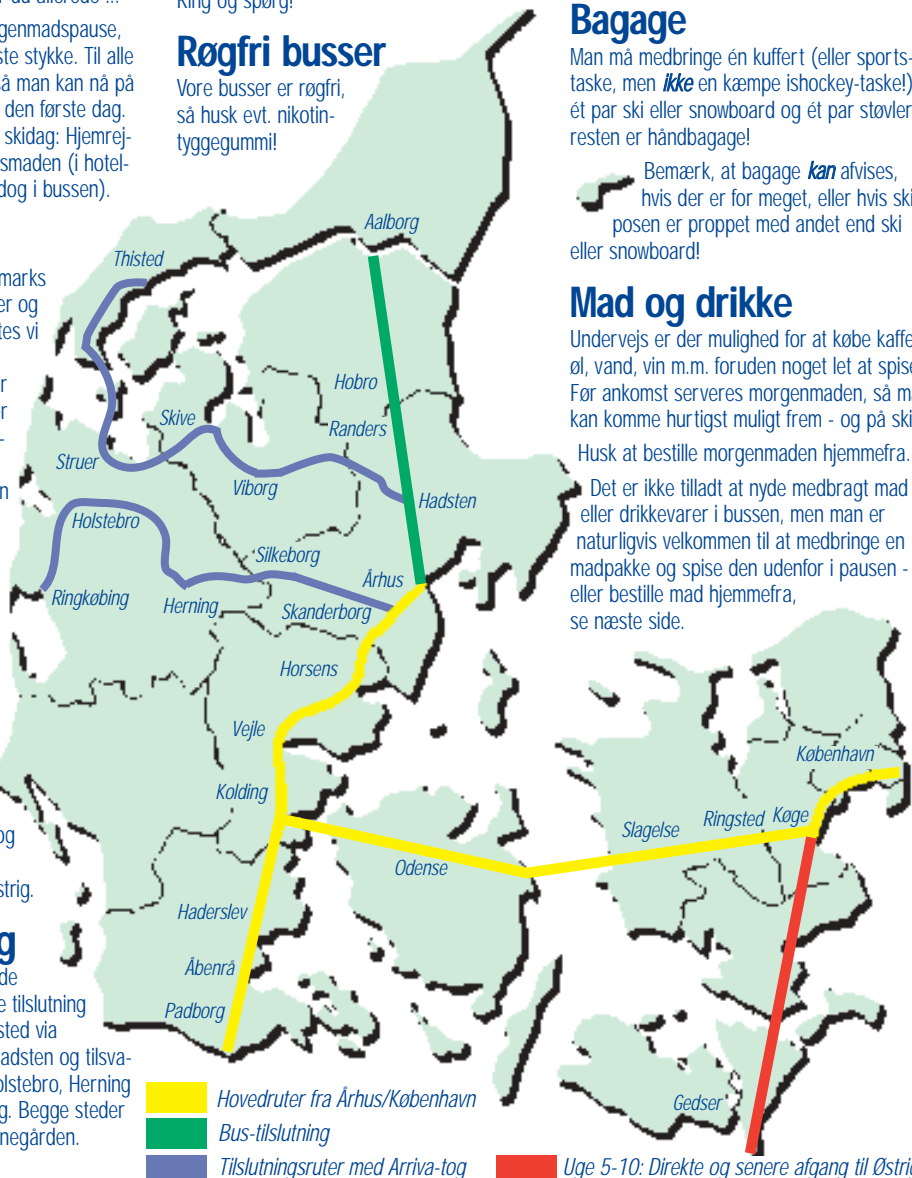 genmadspause,
ste stykke. Til alle
så man kan nå på
den første dag.
skidag: Hjemrej-
smaden (i hotel-
dog i bussen).
marks
er og
tes vi
er
er
-
en
og
strig.
g
de
e tilslutning
sted via
adsten og tilsva-
olstebro, Herning
g. Begge steder
negården.
Ring og spørg!
Røgfri busser
Vore busser er røgfri,
så husk evt. nikotin-
tyggegummi!
Bagage
Man må medbringe én kuffert (eller sports-
taske, men ikke en kæmpe ishockey-taske!)
ét par ski eller snowboard og ét par støvler
resten er håndbagage!
Bemærk, at bagage kan afvises,
hvis der er for meget, eller hvis ski
posen er proppet med andet end ski
eller snowboard!
Mad og drikke
Undervejs er der mulighed for at købe kaffe
øl, vand, vin m.m. foruden noget let at spise
Før ankomst serveres morgenmaden, så ma
kan komme hurtigst muligt frem - og på ski
Husk at bestille morgenmaden hjemmefra.
Det er ikke tilladt at nyde medbragt mad
eller drikkevarer i bussen, men man er
naturligvis velkommen til at medbringe en
madpakke og spise den udenfor i pausen -
eller bestille mad hjemmefra,
se næste side.
Aalborg
Thisted
Hobro
Skive
Randers
Struer
Viborg
Hadsten
Holstebro
Silkeborg
Århus
Ringkøbing
Herning
Skanderborg
Horsens
Vejle
København
Kolding
Slagelse
Ringsted
Køge
Odense
Haderslev
Åbenrå
Padborg
Gedser
Hovedruter fra Århus/København
Bus-tilslutning
Tilslutningsruter med Arriva-tog
Uge 5-10: Direkte og senere afgang til Østrig